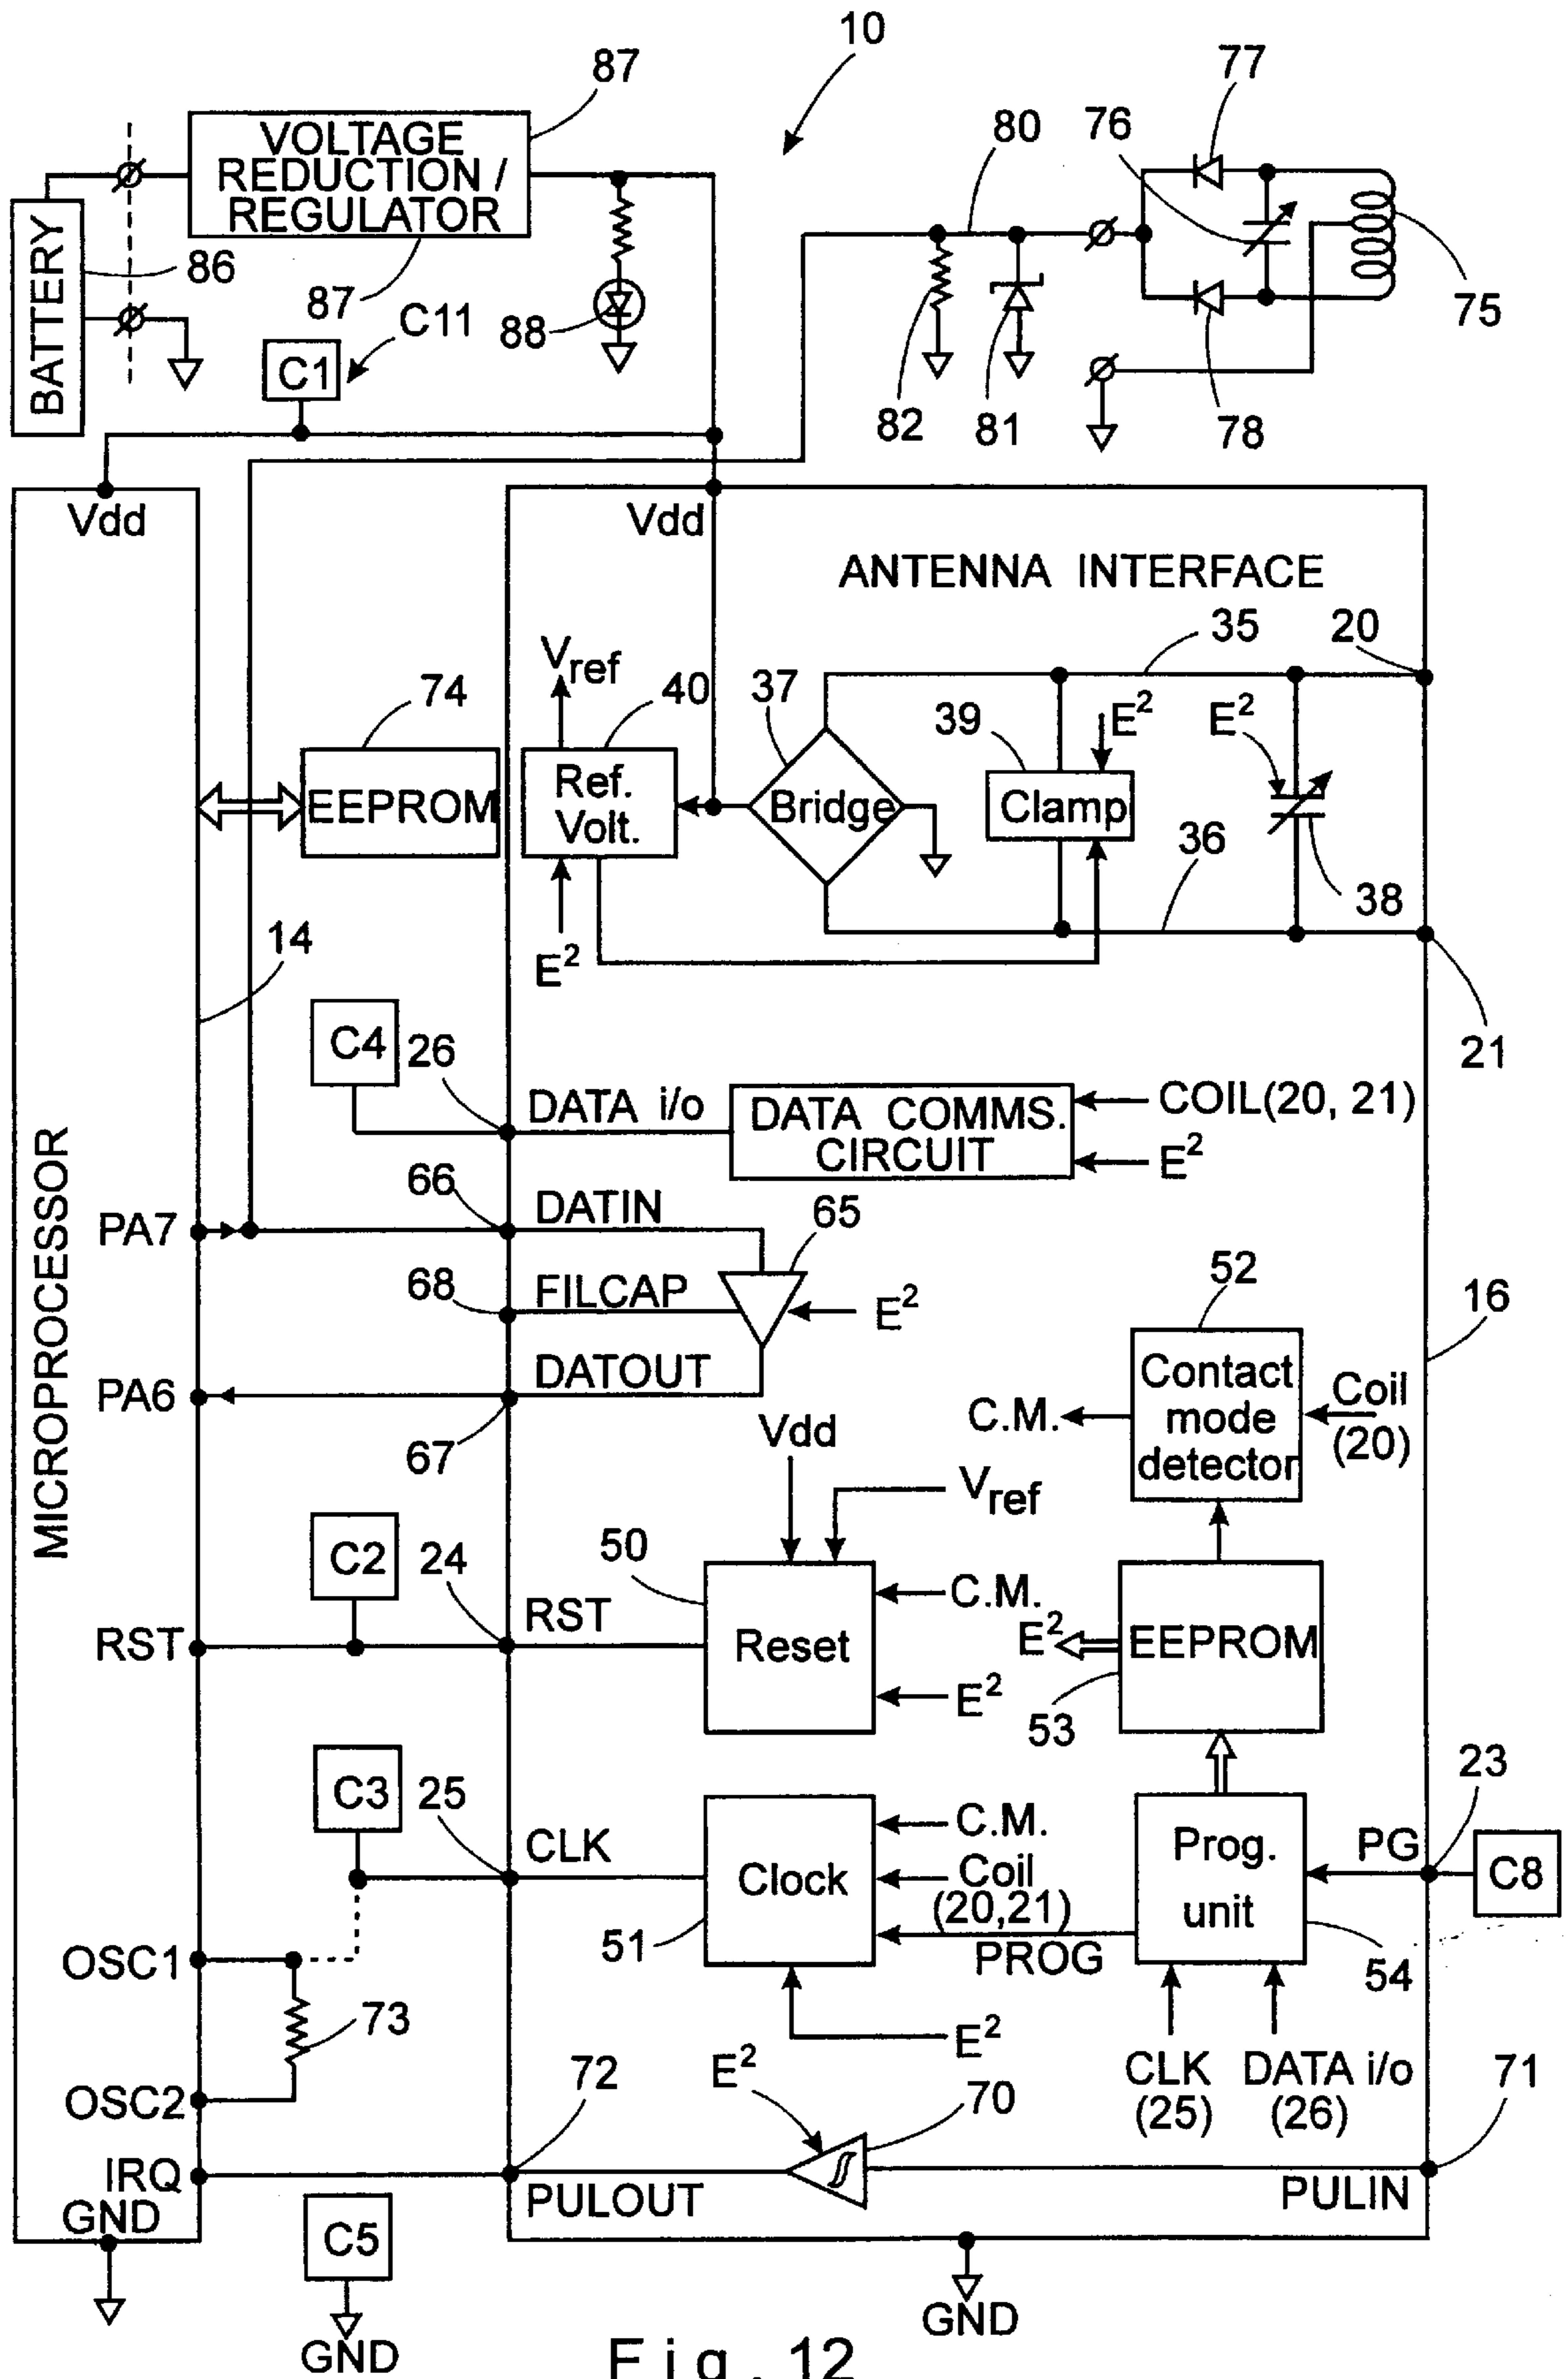 10
87
77
VOLTAGE
REDUCTION /
REGULATOR
80
76
BATTERY
86
87
C11
88
C1
75
82
81
78
Vdd
Vdd
ANTENNA INTERFACE
35
20
Vref
74
40
37
39
E²
E²
EEPROM
Ref.
Volt.
Bridge
Clamp
36
38
E²
14
C4
26
21
DATA i/o
DATA COMMS.
CIRCUIT
COIL(20, 21)
E²
66
DATIN
65
PA7
68
FILCAP
E²
52
16
MICROPROCESSOR
PA6
DATOUT
67
Contact
mode
detector
C.M.
Coil
(20)
Vdd
Vref
C2
24
50
C.M.
RST
RST
Reset
E²
EEPROM
E²
53
C3
25
23
C.M.
CLK
Clock
Coil
(20,21)
Prog.
unit
PG
C8
51
PROG
54
OSC1
73
E²
OSC2
72
E²
70
CLK
(25)
DATA i/o
(26)
71
IRQ
PULOUT
PULIN
GND
C5
GND
GND
Fig. 12